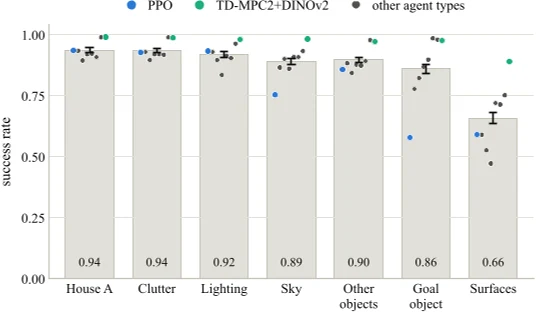 PPO TD-MPC2+DINOv2 other agent types
1.00
0.75
0.50
0.25
0.00
success rate
0.94 0.94 0.92 0.89 0.90 0.86 0.66
House A Clutter Lighting Sky Other objects Goal object Surfaces